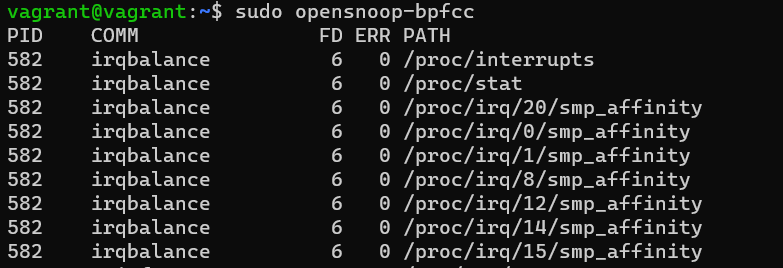 vagrant@vagrant:~$ sudo opensnoop-bpfcc
PID    COMM               FD ERR PATH
582    irqbalance          6   0 /proc/interrupts
582    irqbalance          6   0 /proc/stat
582    irqbalance          6   0 /proc/irq/20/smp_affinity
582    irqbalance          6   0 /proc/irq/0/smp_affinity
582    irqbalance          6   0 /proc/irq/1/smp_affinity
582    irqbalance          6   0 /proc/irq/8/smp_affinity
582    irqbalance          6   0 /proc/irq/12/smp_affinity
582    irqbalance          6   0 /proc/irq/14/smp_affinity
582    irqbalance          6   0 /proc/irq/15/smp_affinity